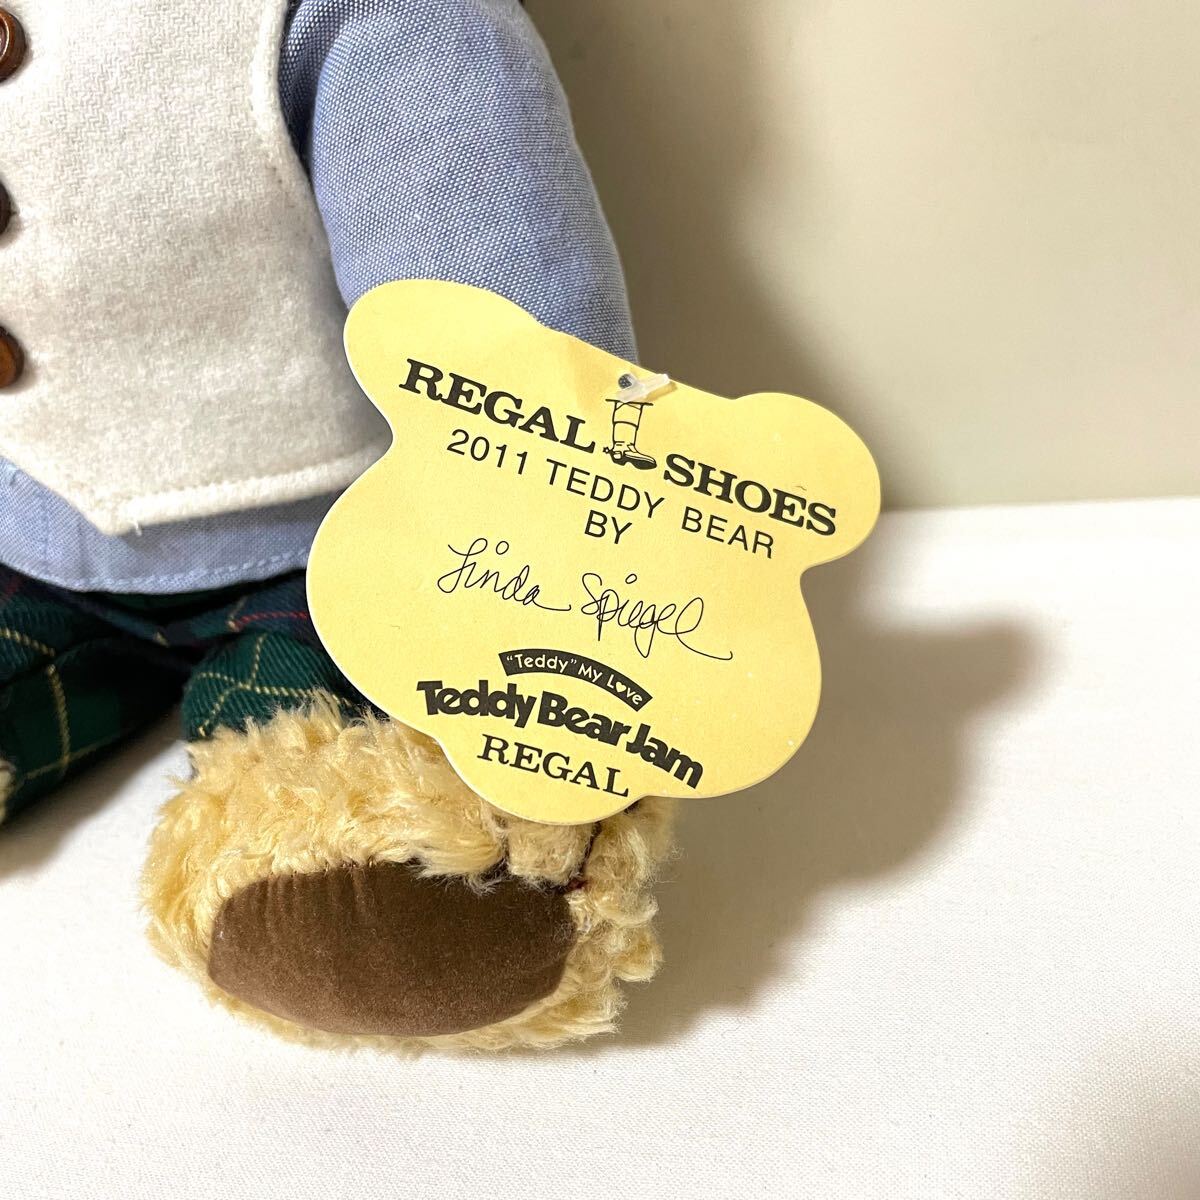 REGAL SHOES
2011 TEDDY BEAR
BY
Linda Spiegel
"Teddy" My Love
Teddy Bear Jam
REGAL